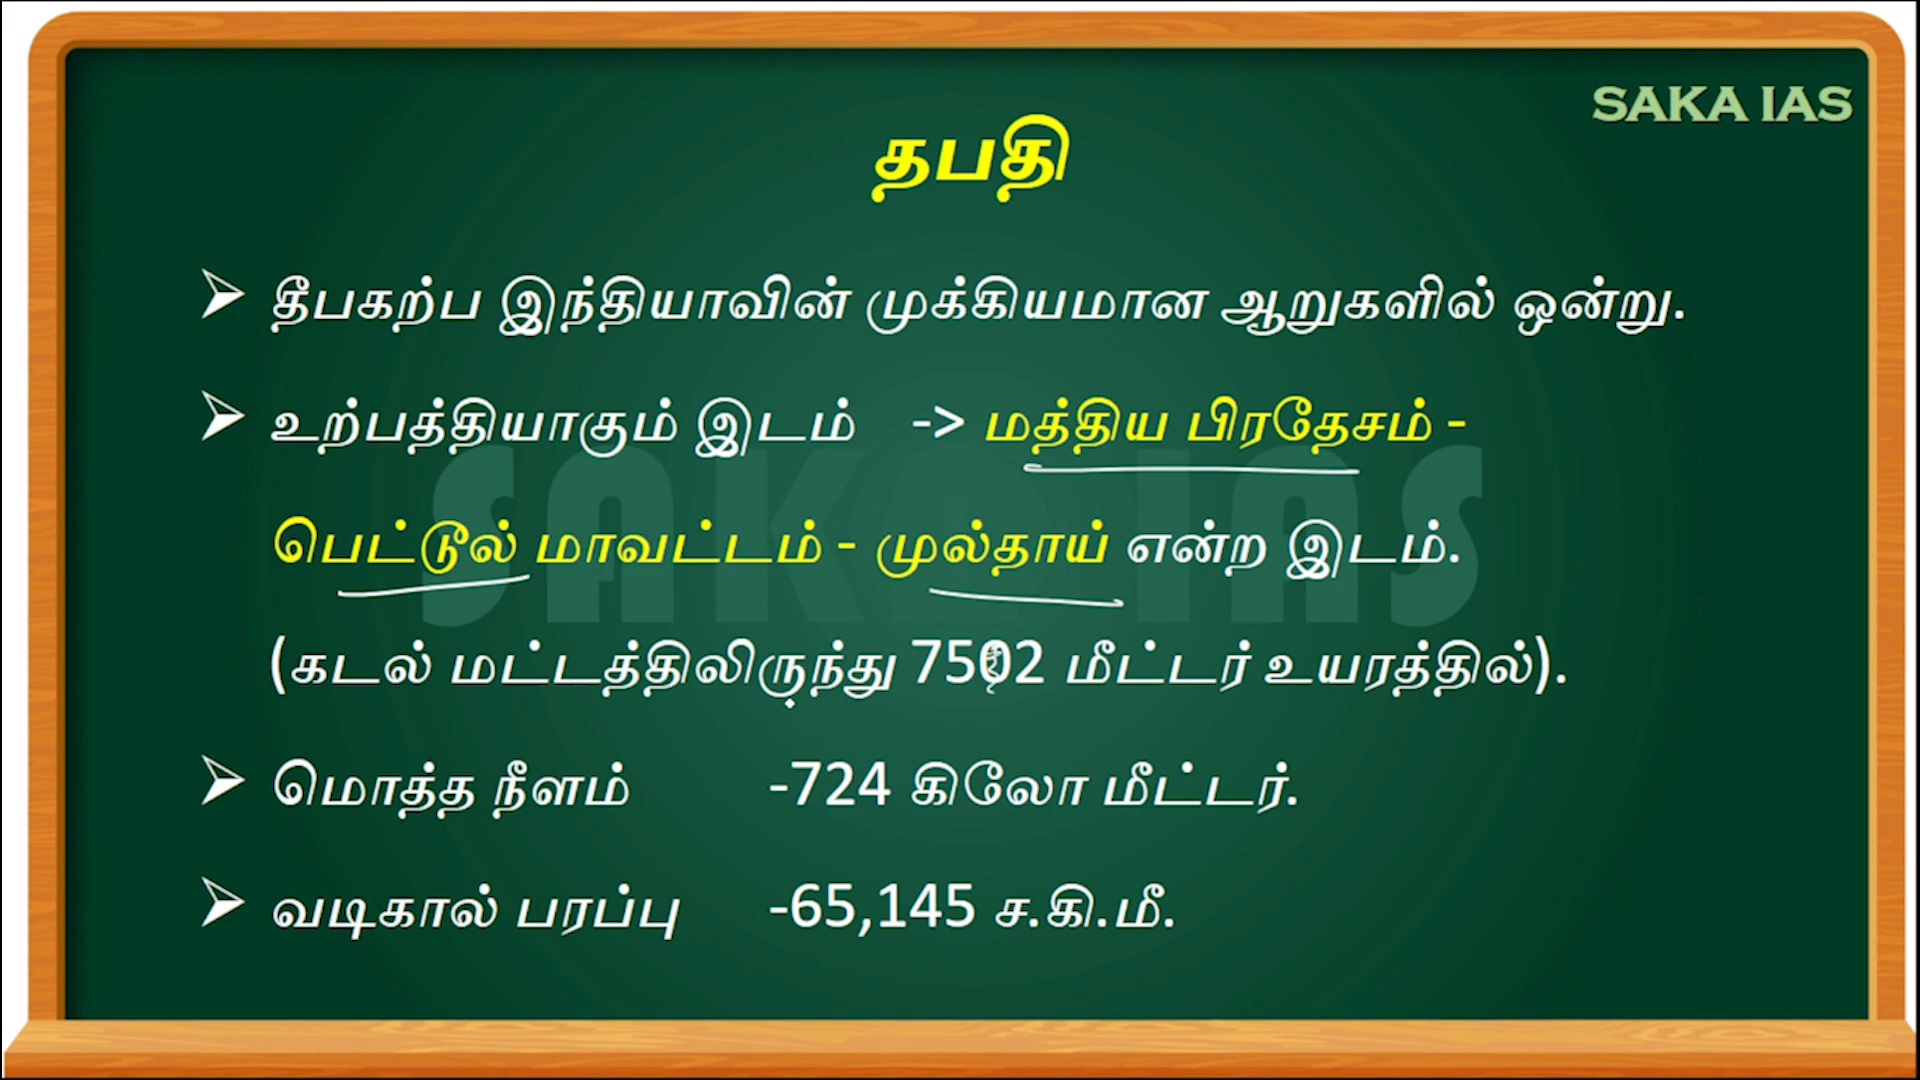 SAKA IAS
தபதி
➢ தீபகற்ப இந்தியாவின் முக்கியமான ஆறுகளில் ஒன்று.
➢ உற்பத்தியாகும் இடம் -> மத்திய பிரதேசம் -
பெட்டூல் மாவட்டம் - முல்தாய் என்ற இடம்.
(கடல் மட்டத்திலிருந்து 7502 மீட்டர் உயரத்தில்).
➢ மொத்த நீளம் -724 கிலோ மீட்டர்.
➢ வடிகால் பரப்பு -65,145 ச.கி.மீ.